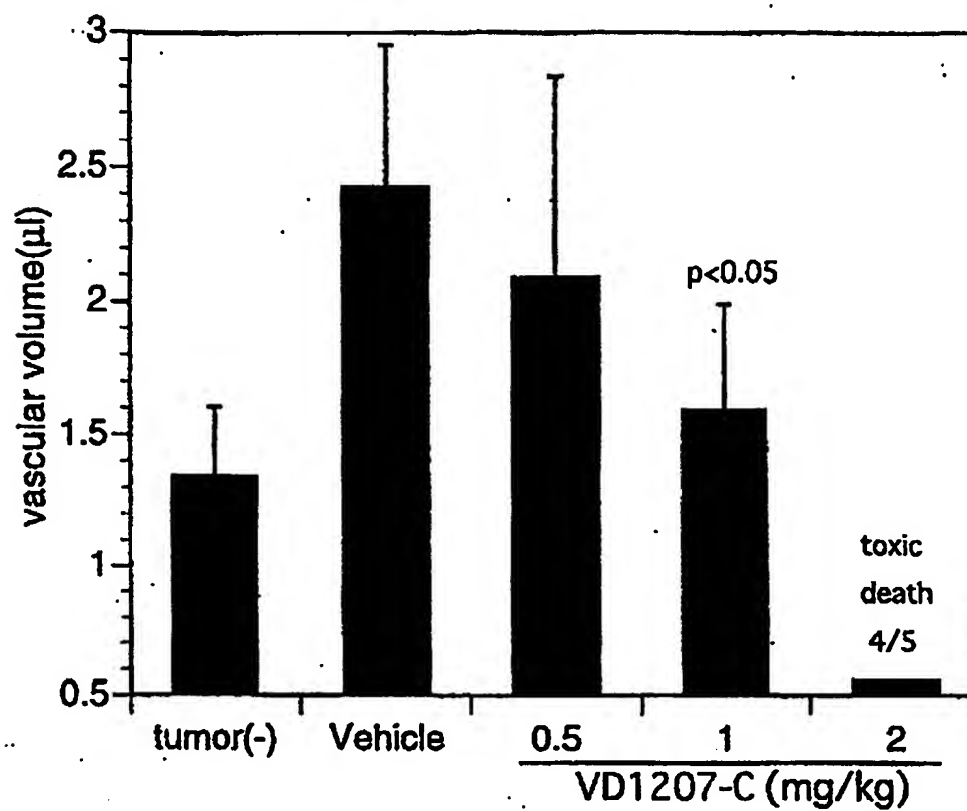 3
2.5
2
1.5
1
0.5
vascular volume(µl)
p<0.05
toxic
death
4/5
tumor(-) Vehicle 0.5 1 2
VD1207-C (mg/kg)